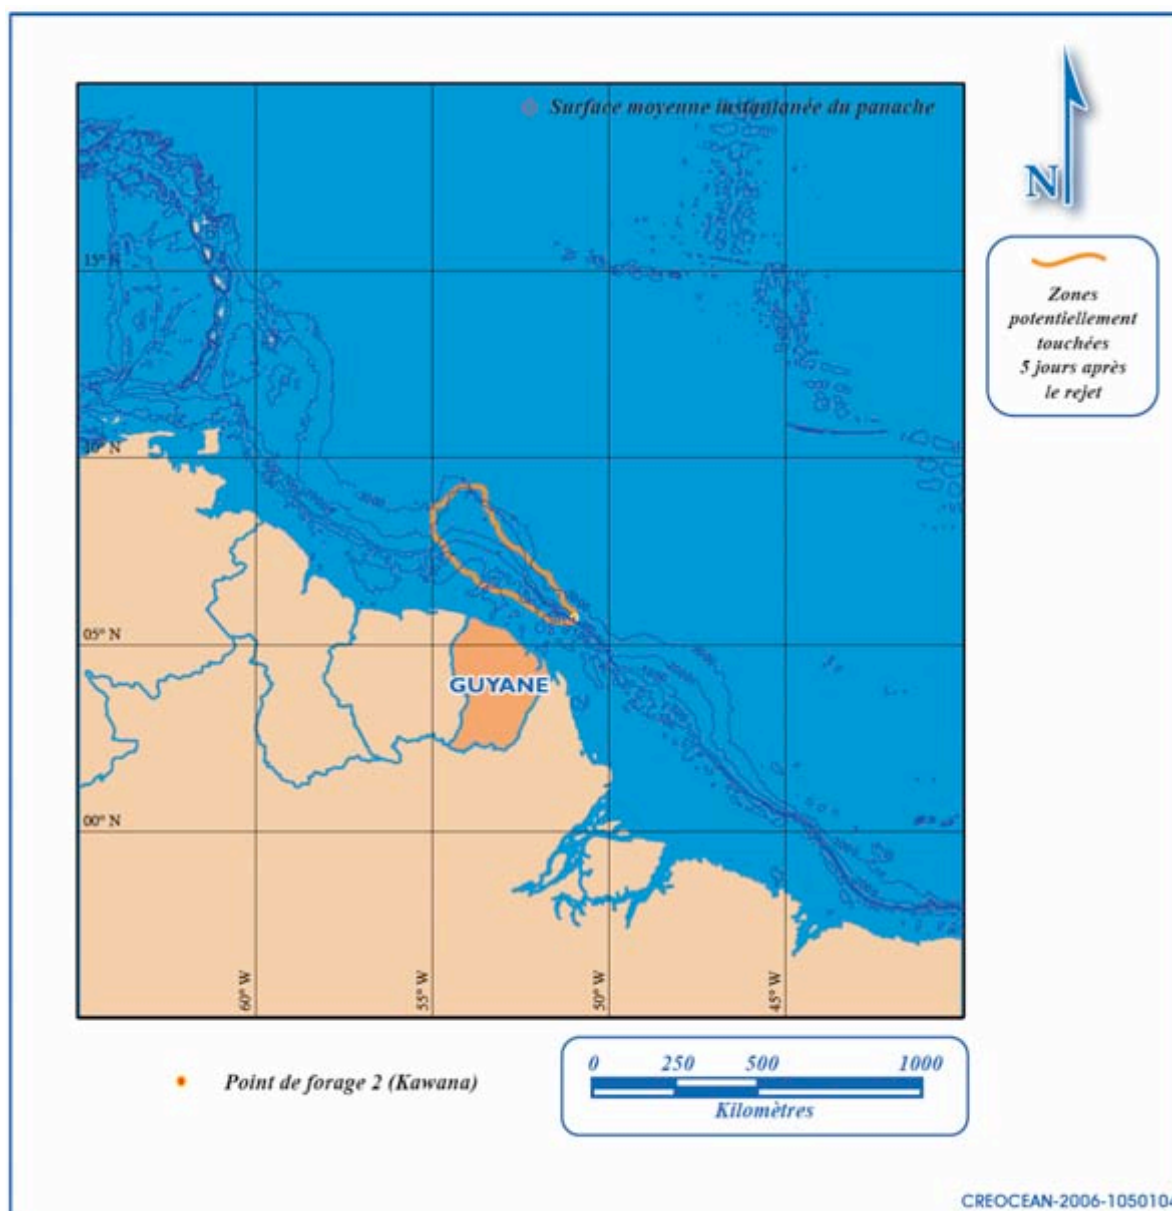 Surface moyenne instantanée du panache
N
15° N
Zones
potentiellement
touchées
5 jours après
le rejet
10° N
05° N
GUYANE
00° N
60° W
55° W
50° W
45° W
Point de forage 2 (Kawana)
0 250 500 1000
Kilomètres
CREOCEAN-2006-1050104